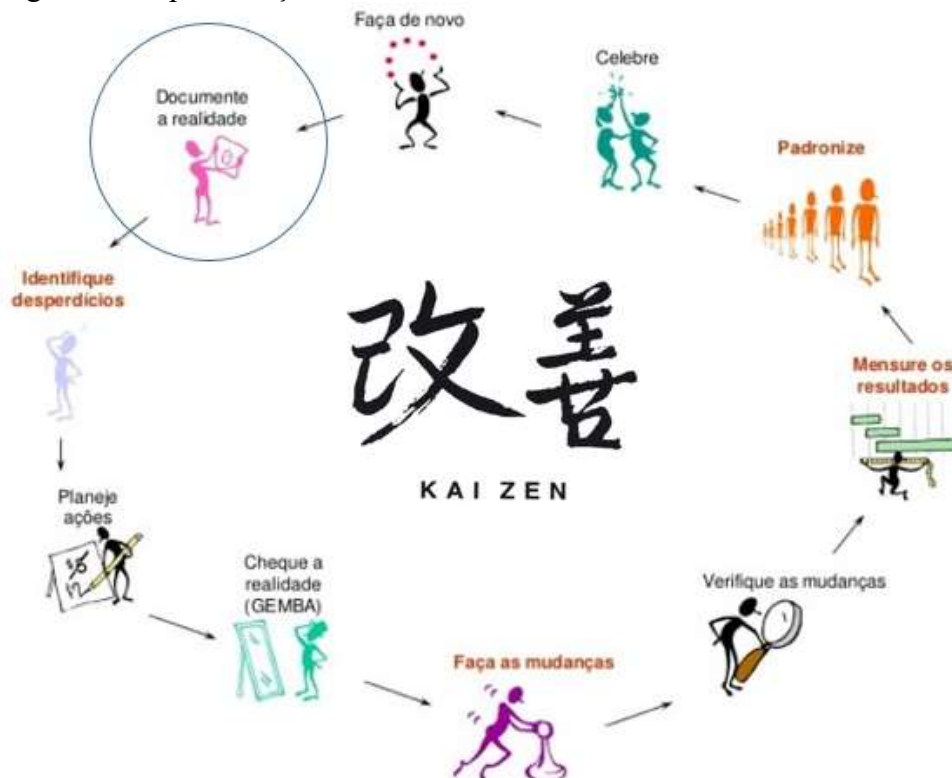 Faça de novo
Celebre
Documente
a realidade
Padronize
Identifique
desperdícios
改善
Mensure os
resultados
KAI ZEN
Planeje
ações
Cheque a
realidade
(GEMBA)
Verifique as mudanças
Faça as mudanças